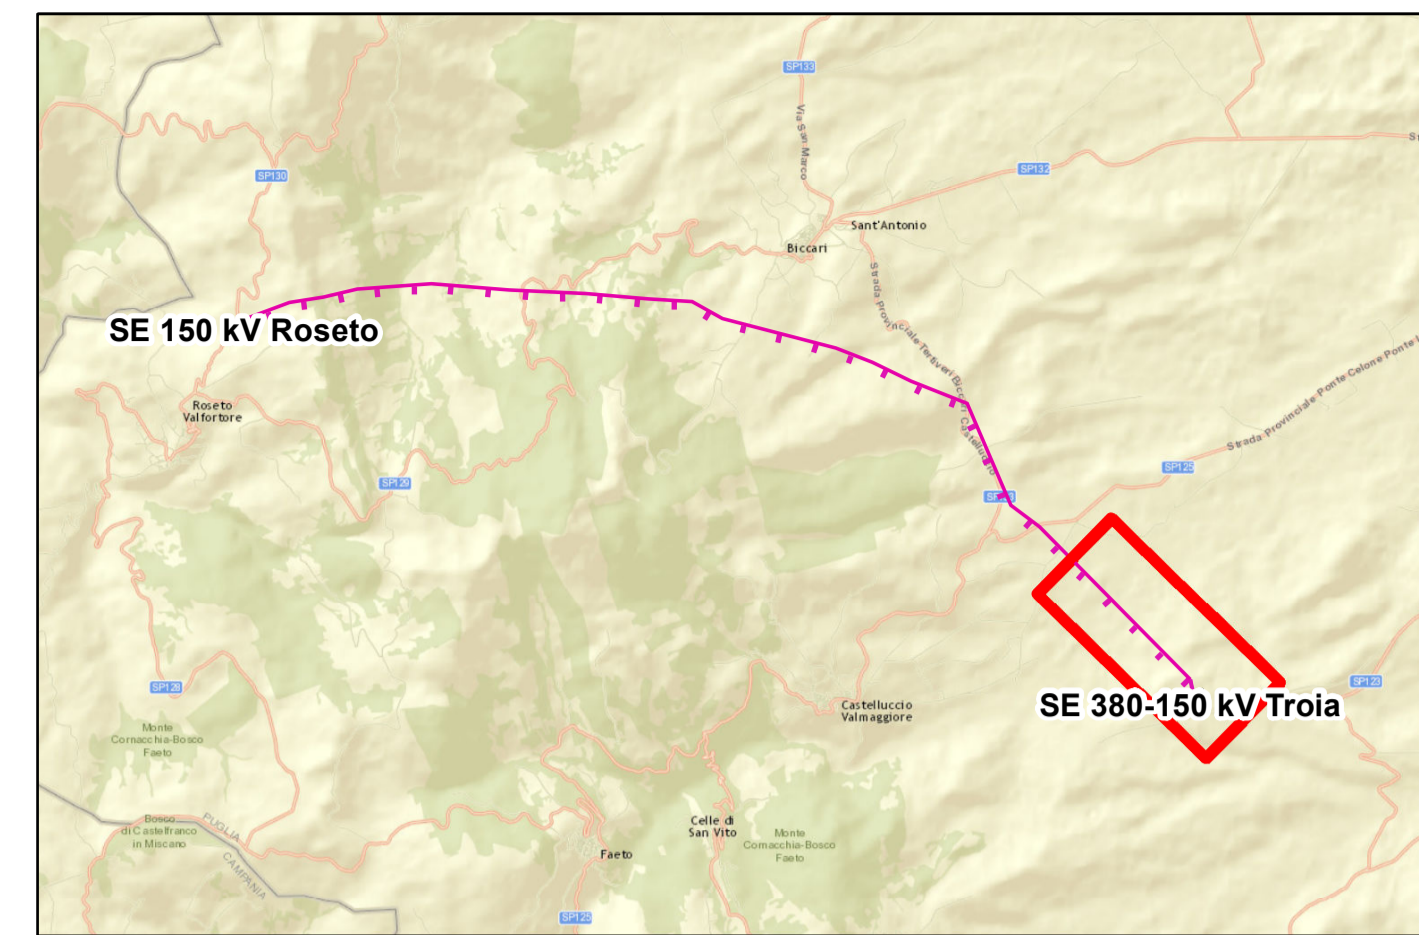 SP133
Via San Marco
SP132
SP130
Sant'Antonio
Biccari
SE 150 kV Roseto
Strada Provinciale Tertiveri Biccari Castelluccio
Strada Provinciale Ponte Celone Ponte
Roseto
Valfortore
SP125
SP129
SP128
SP123
Castelluccio
Valmaggiore
SE 380-150 kV Troia
Monte
Cornacchia-Bosco
Faeto
Bosco
di Castelfranco
in Miscano
PUGLIA
CAMPANIA
Celle di
San Vito
Monte
Cornacchia-Bosco
Faeto
Faeto
SP125